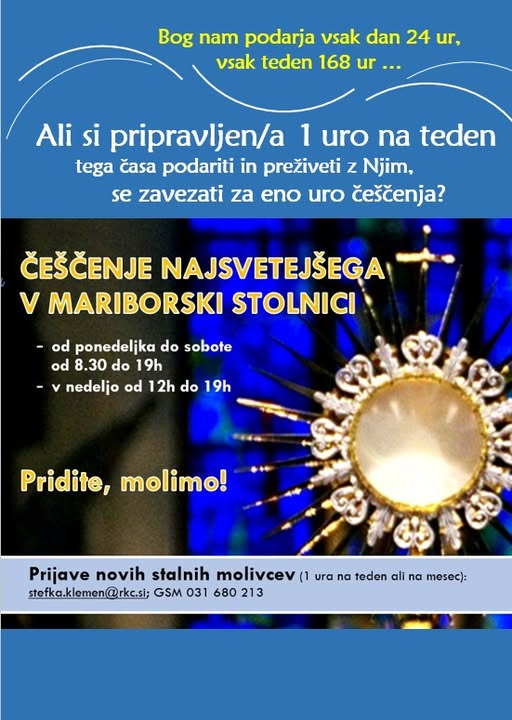 Bog nam podarja vsak dan 24 ur,
vsak teden 168 ur ...
Ali si pripravljen/a 1 uro na teden
tega časa podariti in preživeti z Njim,
se zavezati za eno uro češčenja?
ČEŠČENJE NAJSVETEJŠEGA
V MARIBORSKI STOLNICI
- od ponedeljka do sobote
od 8.30 do 19h
- v nedeljo od 12h do 19h
Pridite, molimo!
Prijave novih stalnih molivcev (1 ura na teden ali na mesec):
stefka.klemen@rkc.si; GSM 031 680 213